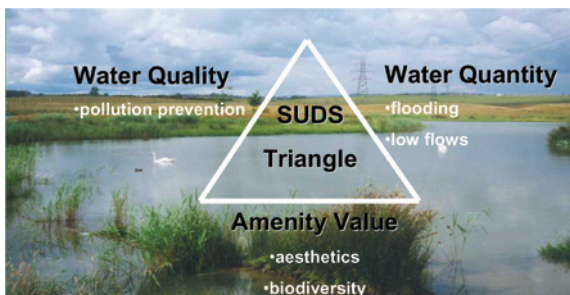 Water Quality
•pollution prevention
Water Quantity
•flooding
•low flows
SUDS
Triangle
Amenity Value
•aesthetics
•biodiversity